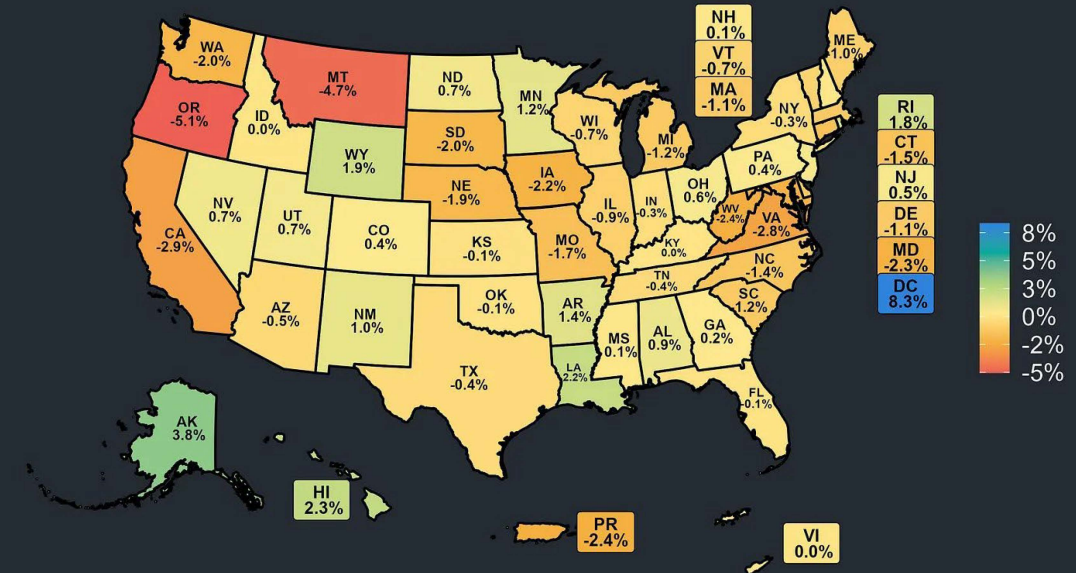 WA
-2.0%
OR
-5.1%
CA
-2.9%
ID
0.0%
NV
0.7%
MT
-4.7%
WY
1.9%
UT
0.7%
AZ
-0.5%
CO
0.4%
NM
1.0%
ND
0.7%
SD
-2.0%
NE
-1.9%
KS
-0.1%
OK
-0.1%
TX
-0.4%
MN
1.2%
IA
-2.2%
MO
-1.7%
AR
1.4%
LA
2.2%
WI
-0.7%
IL
-0.9%
MI
-1.2%
IN
-0.3%
OH
0.6%
KY
0.0%
TN
-0.4%
MS
0.1%
AL
0.9%
GA
0.2%
FL
-0.1%
SC
1.2%
NC
-1.4%
VA
-2.8%
WV
-2.4%
PA
0.4%
NY
-0.3%
ME
1.0%
NH
0.1%
VT
-0.7%
MA
-1.1%
RI
1.8%
CT
-1.5%
NJ
0.5%
DE
-1.1%
MD
-2.3%
DC
8.3%
AK
3.8%
HI
2.3%
PR
-2.4%
VI
0.0%
8%
5%
3%
0%
-2%
-5%